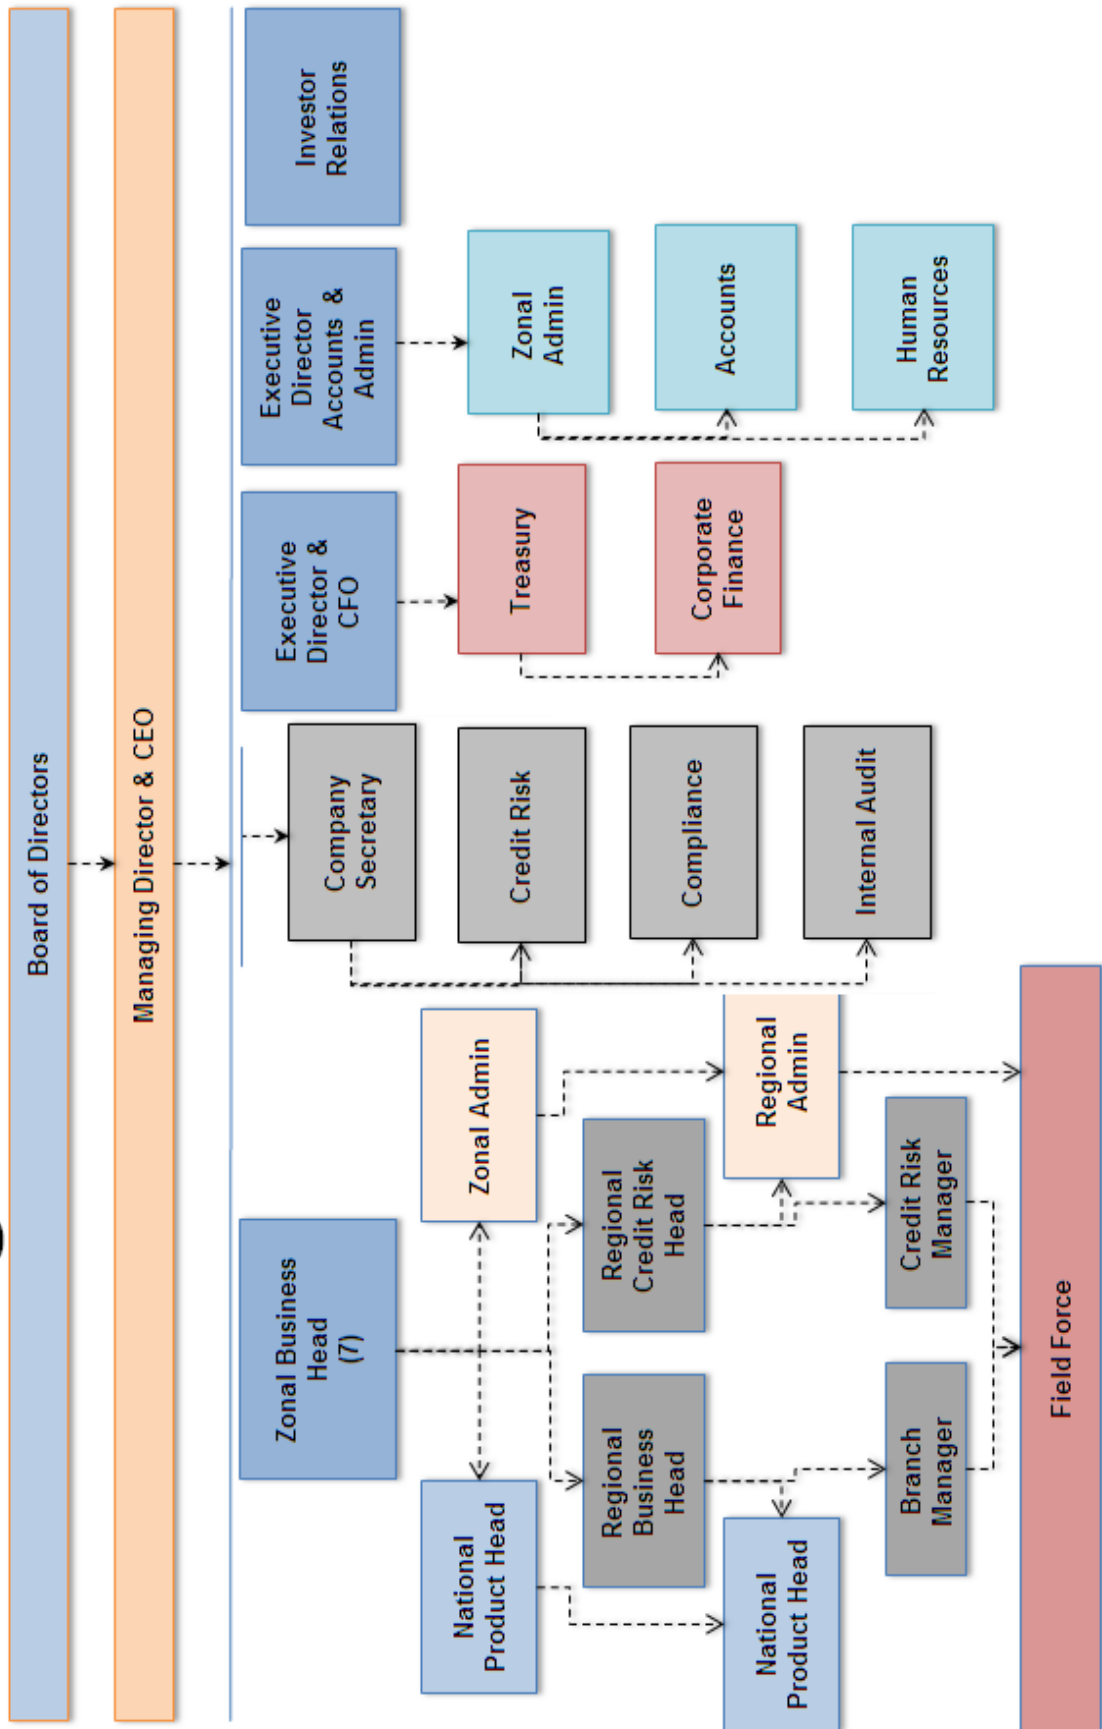 Board of Directors
Managing Director & CEO
Zonal Business
Head
(7)
Executive
Director &
CFO
Executive
Director
Accounts &
Admin
Investor
Relations
Company
Secretary
Credit Risk
Compliance
Internal Audit
Treasury
Corporate
Finance
Zonal
Admin
Accounts
Human
Resources
National
Product Head
Zonal Admin
Regional
Business
Head
Regional
Credit Risk
Head
National
Product Head
Regional
Admin
Branch
Manager
Credit Risk
Manager
Field Force